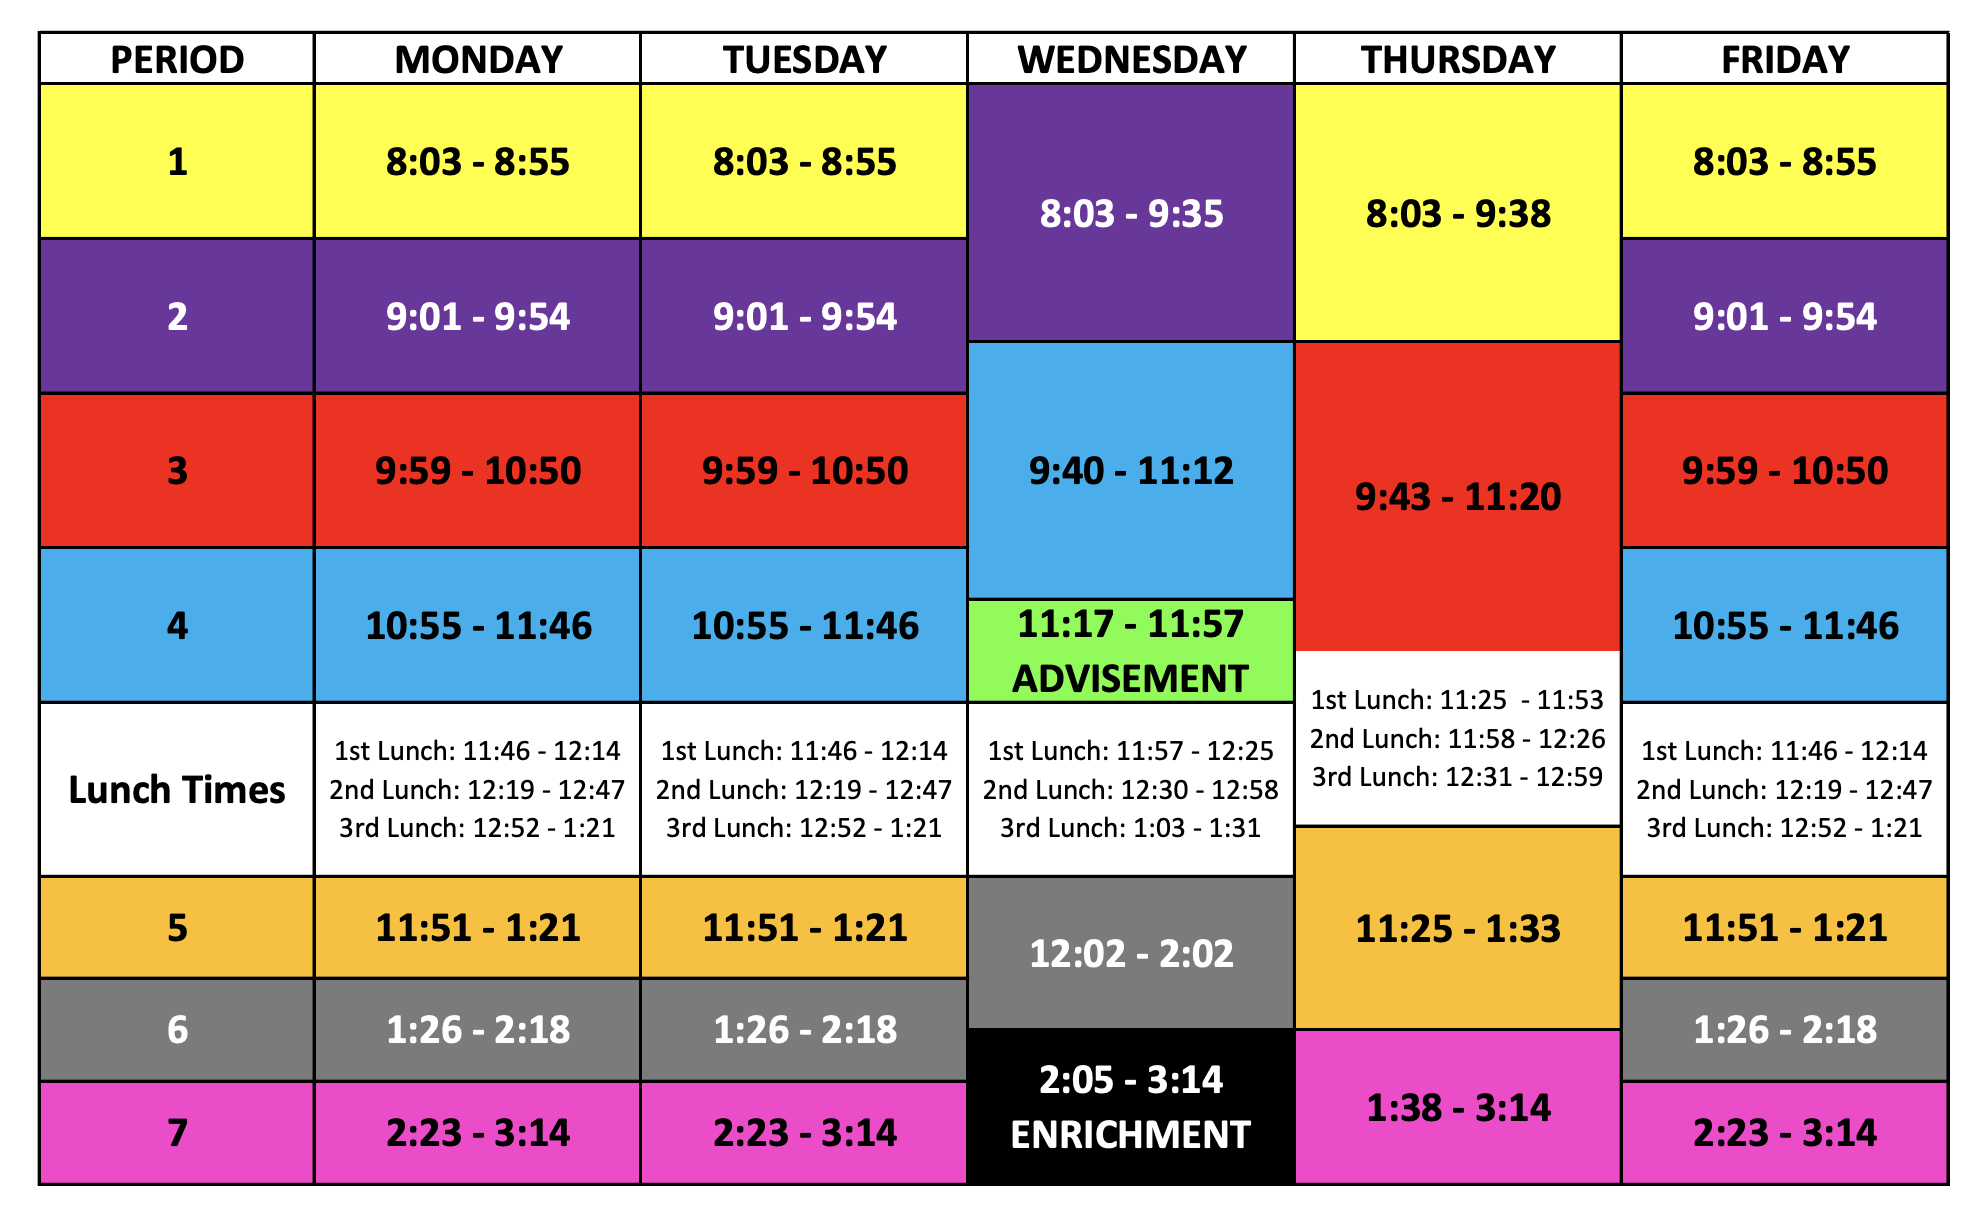 PERIOD MONDAY TUESDAY WEDNESDAY THURSDAY FRIDAY
1 8:03 - 8:55 8:03 - 8:55 8:03 - 9:35 8:03 - 9:38 8:03 - 8:55
2 9:01 - 9:54 9:01 - 9:54 9:01 - 9:54
3 9:59 - 10:50 9:59 - 10:50 9:40 - 11:12 9:43 - 11:20 9:59 - 10:50
4 10:55 - 11:46 10:55 - 11:46 11:17 - 11:57 10:55 - 11:46
ADVISEMENT
Lunch Times
1st Lunch: 11:46 - 12:14
2nd Lunch: 12:19 - 12:47
3rd Lunch: 12:52 - 1:21
1st Lunch: 11:46 - 12:14
2nd Lunch: 12:19 - 12:47
3rd Lunch: 12:52 - 1:21
1st Lunch: 11:57 - 12:25
2nd Lunch: 12:30 - 12:58
3rd Lunch: 1:03 - 1:31
1st Lunch: 11:25 - 11:53
2nd Lunch: 11:58 - 12:26
3rd Lunch: 12:31 - 12:59
1st Lunch: 11:46 - 12:14
2nd Lunch: 12:19 - 12:47
3rd Lunch: 12:52 - 1:21
5 11:51 - 1:21 11:51 - 1:21 12:02 - 2:02 11:25 - 1:33 11:51 - 1:21
6 1:26 - 2:18 1:26 - 2:18 2:05 - 3:14 1:38 - 3:14 1:26 - 2:18
ENRICHMENT
7 2:23 - 3:14 2:23 - 3:14 2:23 - 3:14